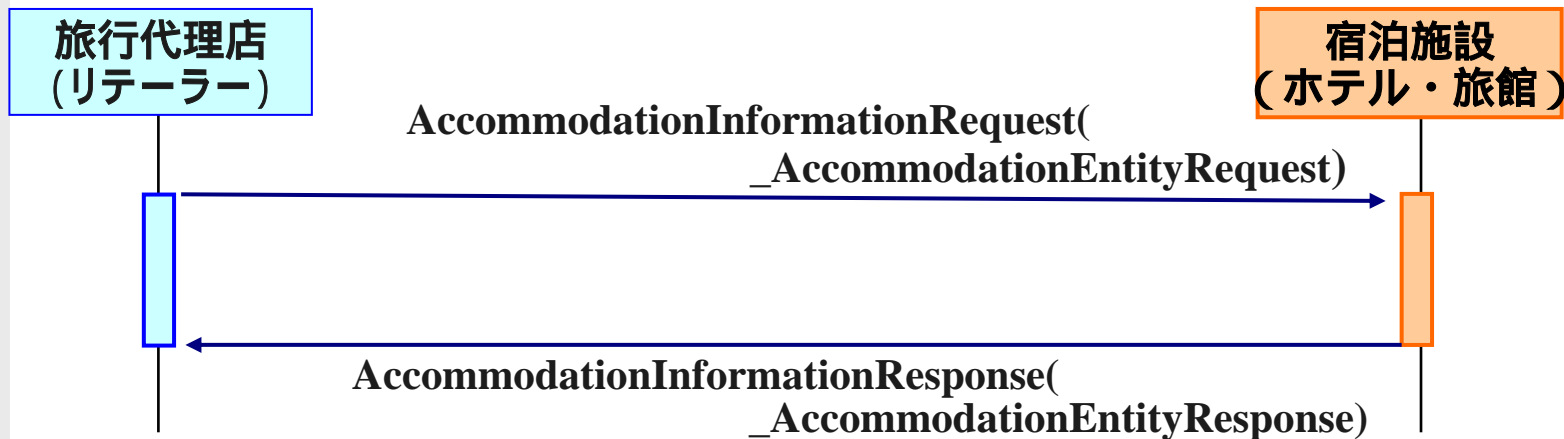 旅行代理店
(リテーラー)
宿泊施設
(ホテル・旅館)
AccommodationInformationRequest(
_AccommodationEntityRequest)
AccommodationInformationResponse(
_AccommodationEntityResponse)